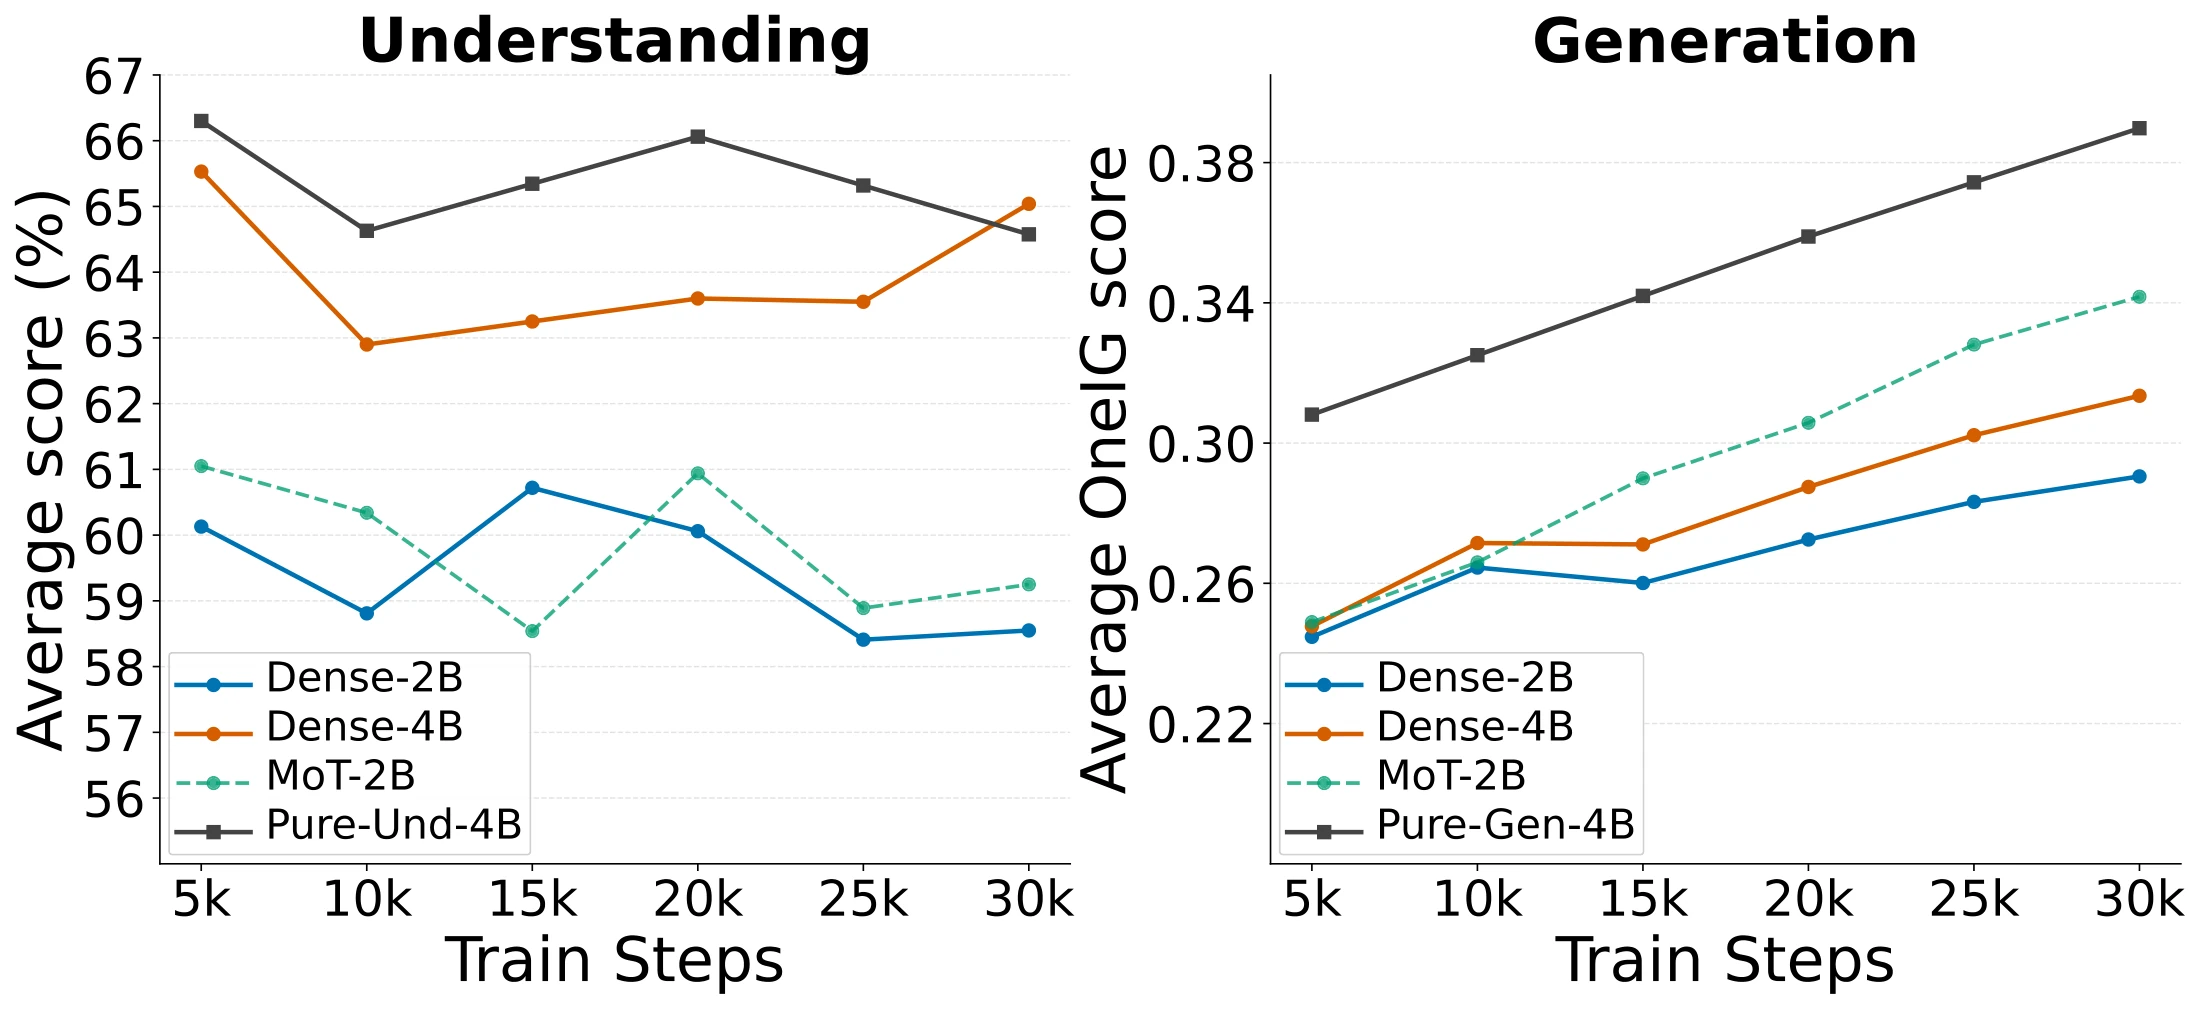 Understanding
Average score (%)
67
66
65
64
63
62
61
60
59
58
57
56
Dense-2B
Dense-4B
MoT-2B
Pure-Und-4B
5k 10k 15k 20k 25k 30k
Train Steps
Generation
Average OneIG score
0.38
0.34
0.30
0.26
0.22
Dense-2B
Dense-4B
MoT-2B
Pure-Gen-4B
5k 10k 15k 20k 25k 30k
Train Steps